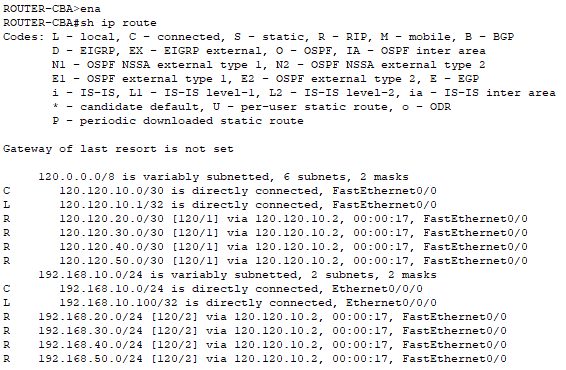 ROUTER-CBA>ena
ROUTER-CBA#sh ip route
Codes: L - local, C - connected, S - static, R - RIP, M - mobile, B - BGP
       D - EIGRP, EX - EIGRP external, O - OSPF, IA - OSPF inter area
       N1 - OSPF NSSA external type 1, N2 - OSPF NSSA external type 2
       E1 - OSPF external type 1, E2 - OSPF external type 2, E - EGP
       i - IS-IS, L1 - IS-IS level-1, L2 - IS-IS level-2, ia - IS-IS inter area
       * - candidate default, U - per-user static route, o - ODR
       P - periodic downloaded static route
Gateway of last resort is not set
     120.0.0.0/8 is variably subnetted, 6 subnets, 2 masks
C       120.120.10.0/30 is directly connected, FastEthernet0/0
L       120.120.10.1/32 is directly connected, FastEthernet0/0
R       120.120.20.0/30 [120/1] via 120.120.10.2, 00:00:17, FastEthernet0/0
R       120.120.30.0/30 [120/1] via 120.120.10.2, 00:00:17, FastEthernet0/0
R       120.120.40.0/30 [120/1] via 120.120.10.2, 00:00:17, FastEthernet0/0
R       120.120.50.0/30 [120/1] via 120.120.10.2, 00:00:17, FastEthernet0/0
     192.168.10.0/24 is variably subnetted, 2 subnets, 2 masks
C       192.168.10.0/24 is directly connected, Ethernet0/0/0
L       192.168.10.100/32 is directly connected, Ethernet0/0/0
R    192.168.20.0/24 [120/2] via 120.120.10.2, 00:00:17, FastEthernet0/0
R    192.168.30.0/24 [120/2] via 120.120.10.2, 00:00:17, FastEthernet0/0
R    192.168.40.0/24 [120/2] via 120.120.10.2, 00:00:17, FastEthernet0/0
R    192.168.50.0/24 [120/2] via 120.120.10.2, 00:00:17, FastEthernet0/0